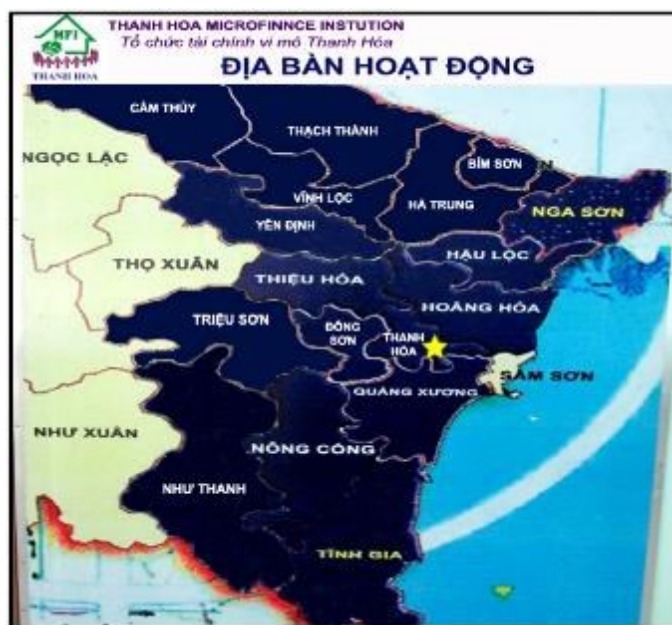 MFI
THANH HOA
THANH HOA MICROFINNCE INSTUTION
Tổ chức tài chính vi mô Thanh Hóa
ĐỊA BÀN HOẠT ĐỘNG
CẨM THỦY
THẠCH THÀNH
NGỌC LẶC
BỈM SƠN
VĨNH LỘC
HÀ TRUNG
NGA SƠN
YÊN ĐỊNH
THỌ XUÂN
HẬU LỘC
THIỆU HÓA
HOẰNG HÓA
TRIỆU SƠN
ĐÔNG
SƠN
THANH
HÓA
SẦM SƠN
QUẢNG XƯƠNG
NHƯ XUÂN
NÔNG CỐNG
NHƯ THANH
TĨNH GIA